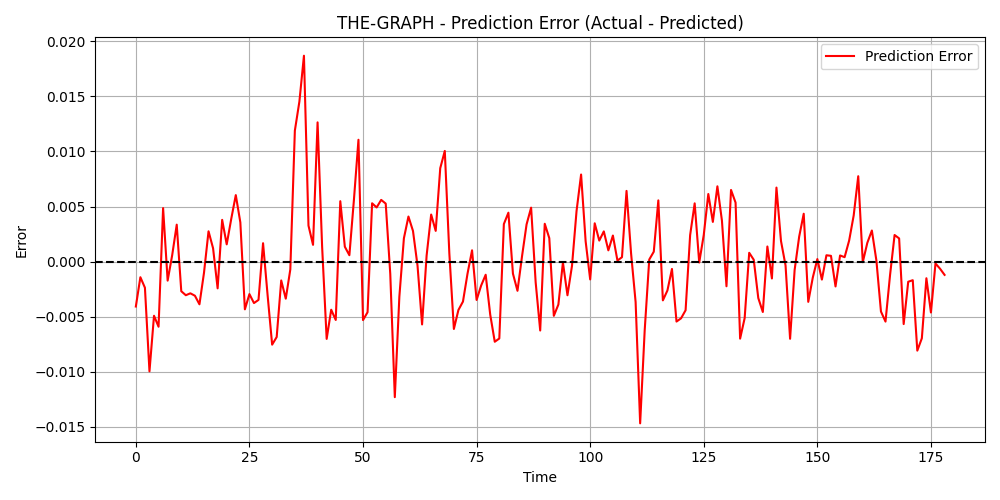 THE-GRAPH - Prediction Error (Actual - Predicted)
Prediction Error
Error
0.020
0.015
0.010
0.005
0.000
−0.005
−0.010
−0.015
0 25 50 75 100 125 150 175
Time